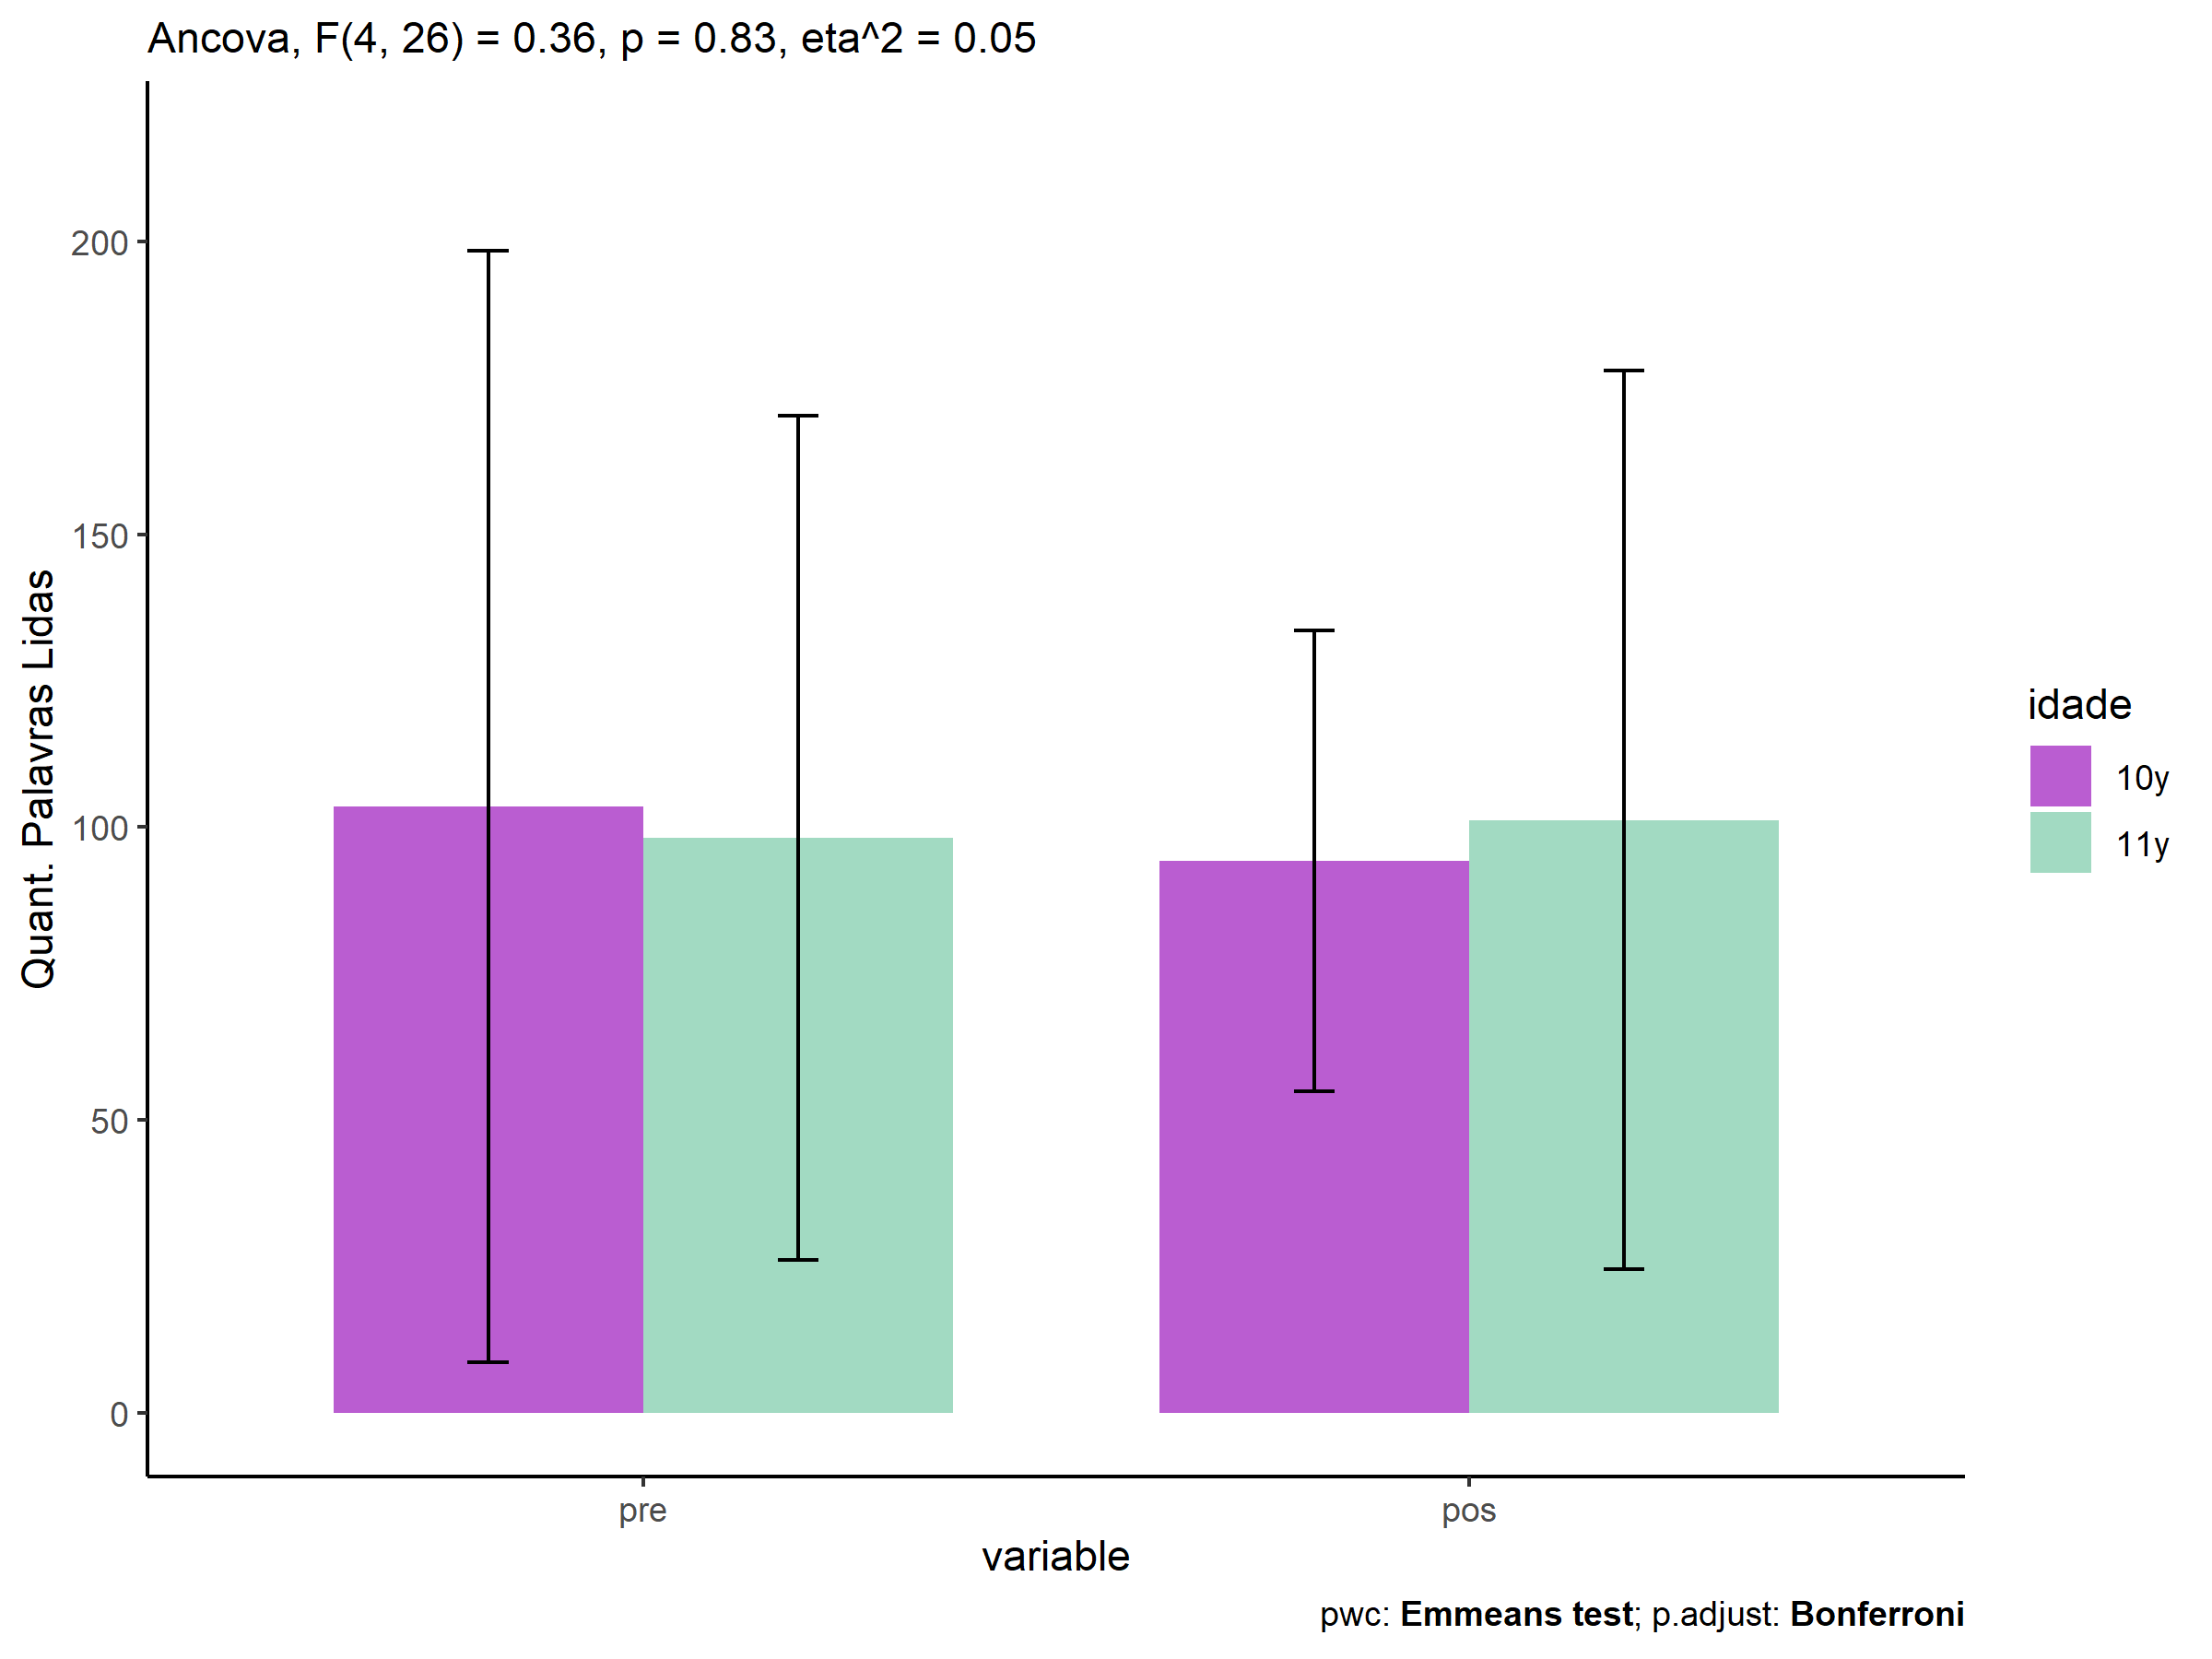 Ancova, F(4, 26) = 0.36, p = 0.83, eta^2 = 0.05
Quant. Palavras Lidas
200
150
100
50
0
pre
pos
variable
idade
10y
11y
pwc: Emmeans test; p.adjust: Bonferroni